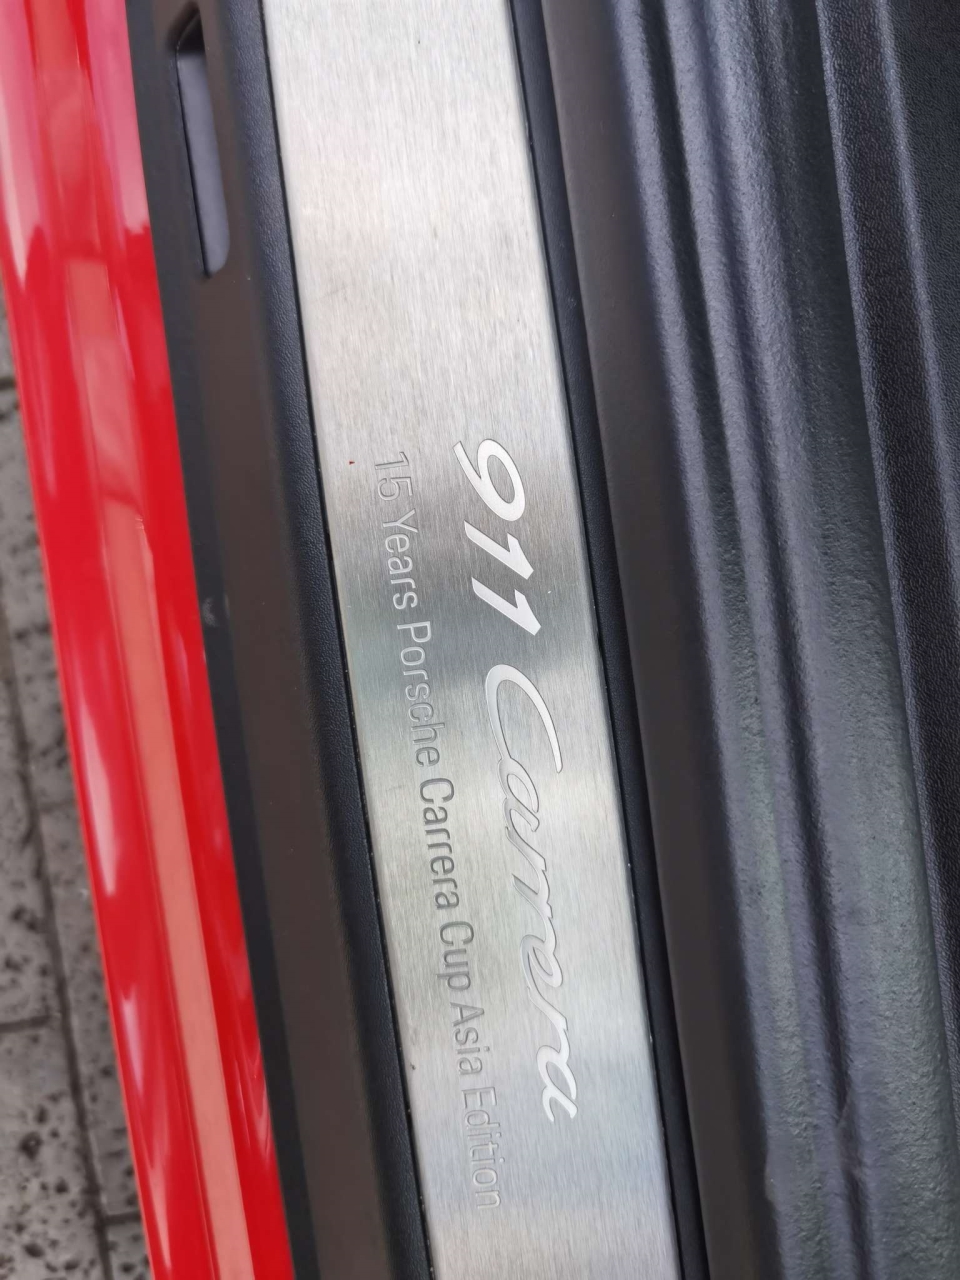 911 Carrera
15 Years Porsche Carrera Cup Asia Edition